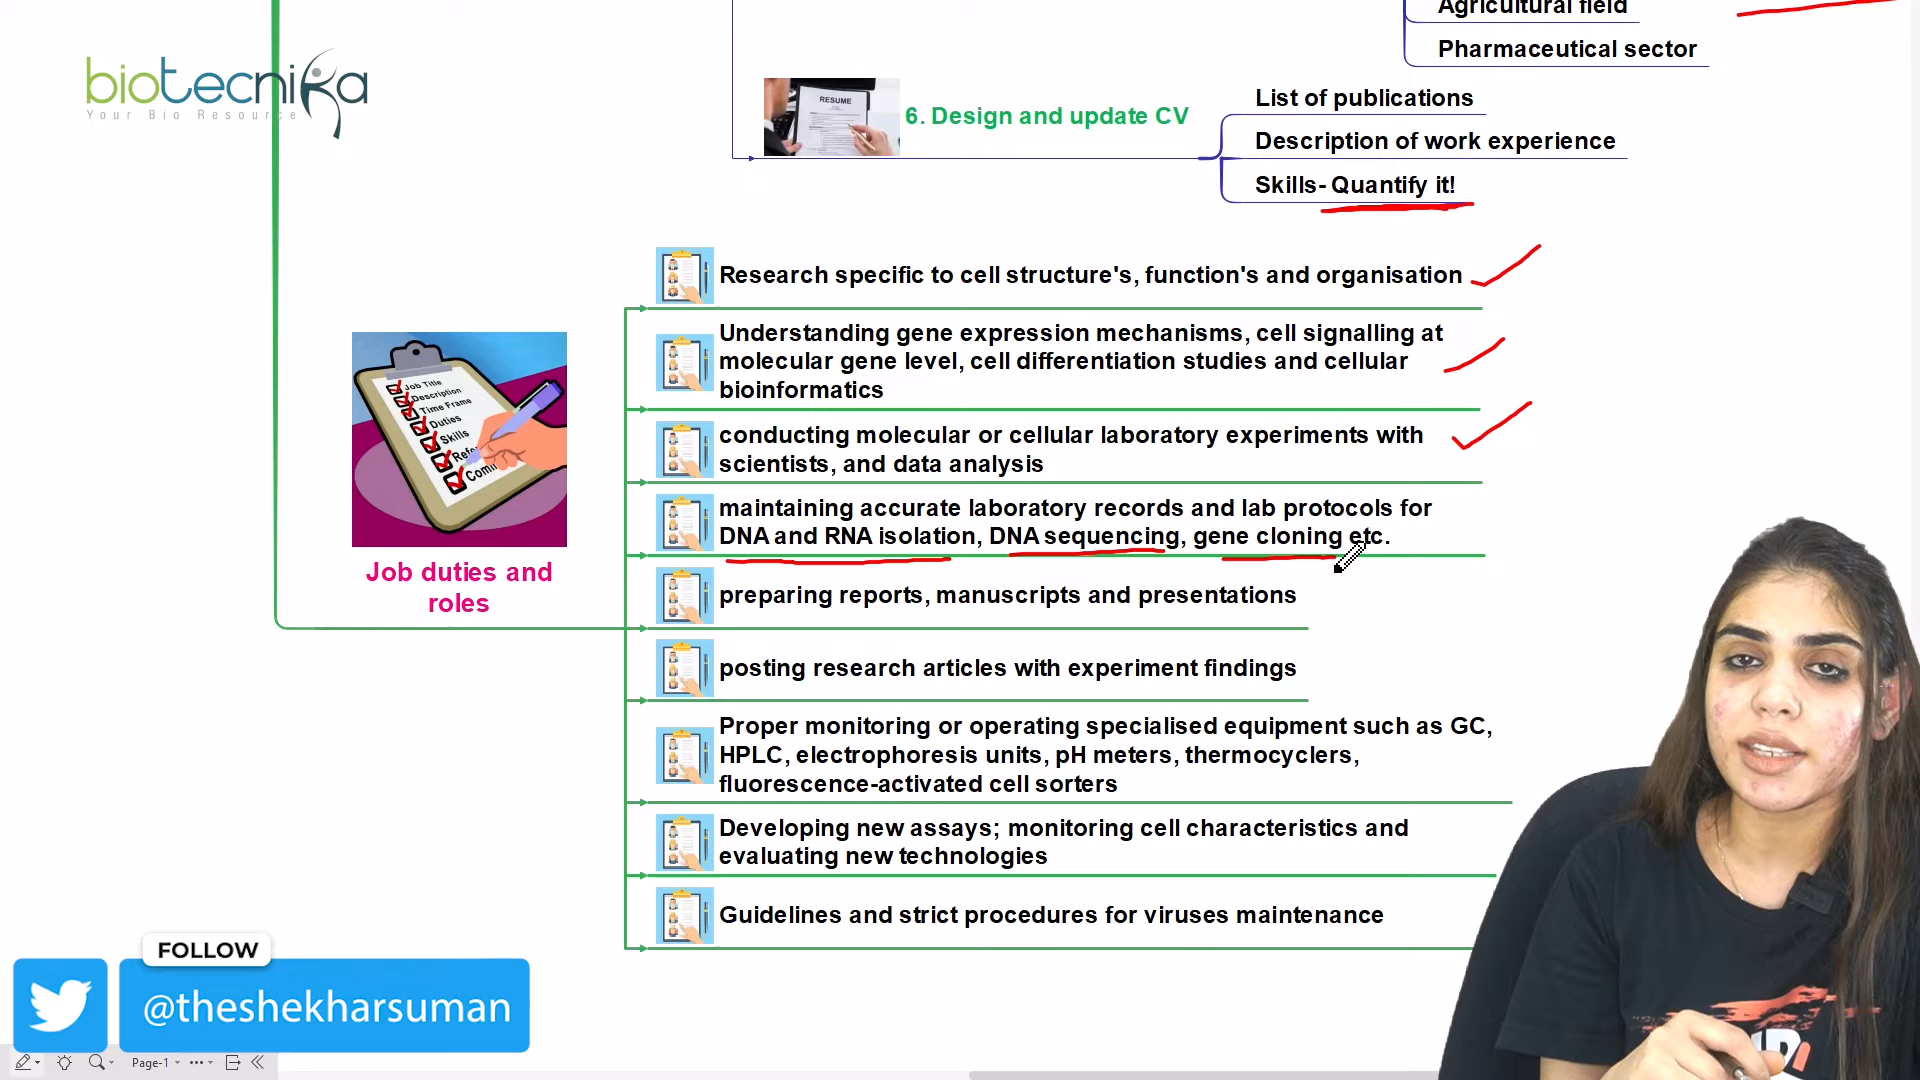 Agricultural field
Pharmaceutical sector
biotecnika
Your Bio Resource
RESUME
6. Design and update CV
List of publications
Description of work experience
Skills- Quantify it!
Research specific to cell structure's, function's and organisation
Understanding gene expression mechanisms, cell signalling at
molecular gene level, cell differentiation studies and cellular
bioinformatics
conducting molecular or cellular laboratory experiments with
scientists, and data analysis
maintaining accurate laboratory records and lab protocols for
DNA and RNA isolation, DNA sequencing, gene cloning etc.
preparing reports, manuscripts and presentations
posting research articles with experiment findings
Proper monitoring or operating specialised equipment such as GC,
HPLC, electrophoresis units, pH meters, thermocyclers,
fluorescence-activated cell sorters
Developing new assays; monitoring cell characteristics and
evaluating new technologies
Guidelines and strict procedures for viruses maintenance
Job Title
Description
Time Frame
Duties
Skills
Job duties and
roles
FOLLOW
@theshekharsuman
Page-1